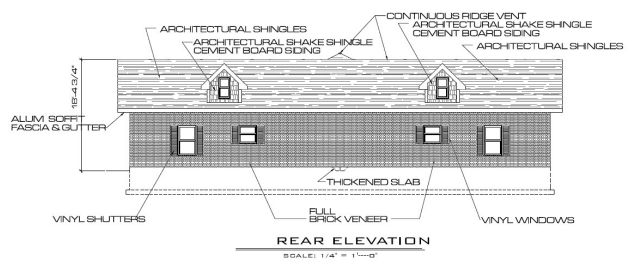 CONTINUOUS RIDGE VENT
ARCHITECTURAL SHINGLES
ARCHITECTURAL SHAKE SHINGLE
CEMENT BOARD SIDING
ARCHITECTURAL SHAKE SHINGLE
CEMENT BOARD SIDING
ARCHITECTURAL SHINGLES
18'-4 3/4"
ALUM SOFFIT
FASCIA & GUTTER
THICKENED SLAB
VINYL SHUTTERS
FULL
BRICK VENEER
VINYL WINDOWS
REAR ELEVATION
SCALE: 1/4" = 1'-0"